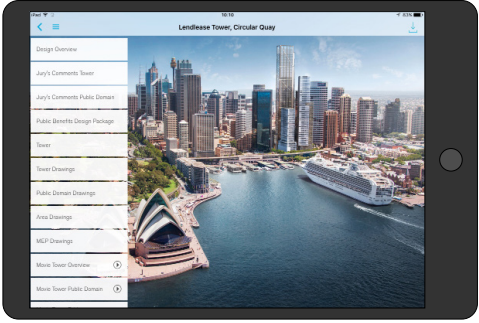 iPad
16:16
83%
Lendlease Tower, Circular Quay
Design Overview
Jury's Comments Tower
Jury's Comments Public Domain
Public Benefits Design Package
Tower
Tower Drawings
Public Domain Drawings
Area Drawings
MEP Drawings
Movie Tower Overview
Movie Tower Public Domain